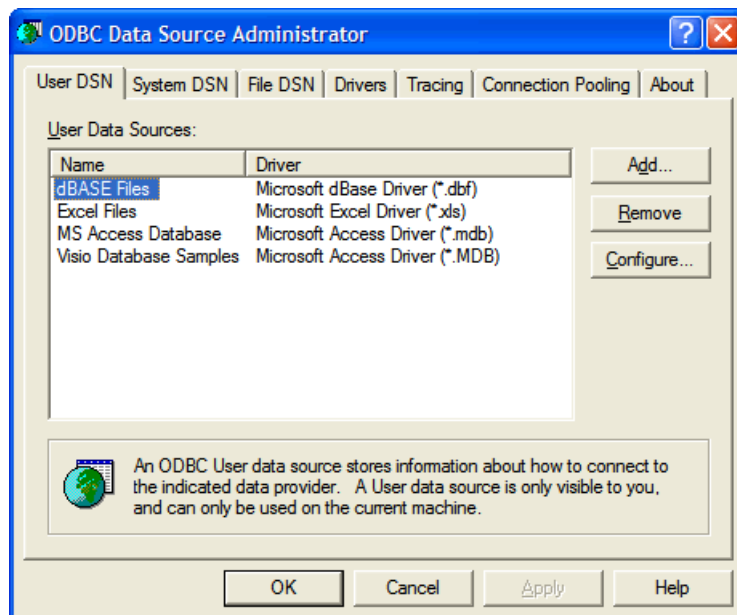 ODBC Data Source Administrator
User DSN System DSN File DSN Drivers Tracing Connection Pooling About
User Data Sources:
Name Driver
dBASE Files Microsoft dBase Driver (*.dbf)
Excel Files Microsoft Excel Driver (*.xls)
MS Access Database Microsoft Access Driver (*.mdb)
Visio Database Samples Microsoft Access Driver (*.MDB)
Add...
Remove
Configure...
An ODBC User data source stores information about how to connect to
the indicated data provider. A User data source is only visible to you,
and can only be used on the current machine.
OK Cancel Apply Help